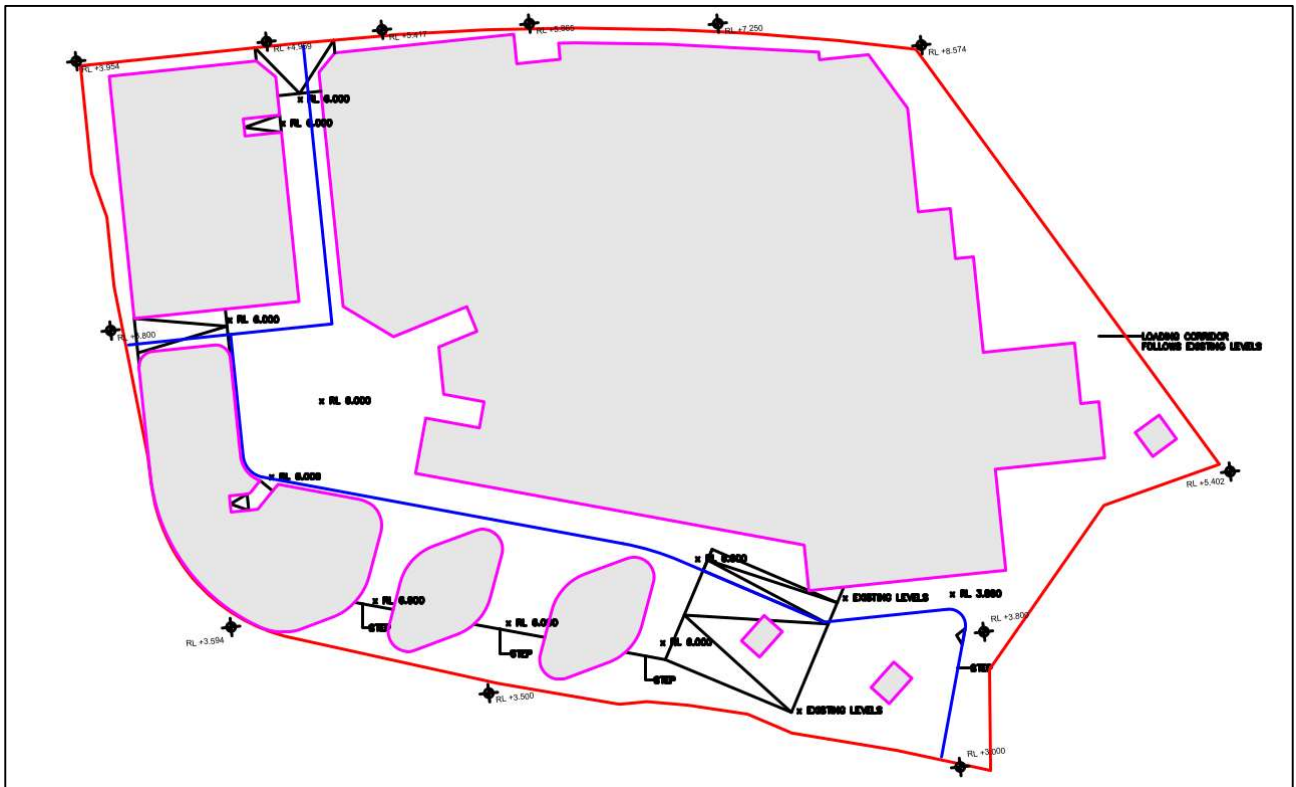 RL +7.250
RL +5.865
RL +5.417
RL +4.969
RL +8.574
RL +3.954
x RL 6.000
x RL 6.000
x RL 6.000
RL +3.800
LOADING CORRIDOR
FOLLOWS EXISTING LEVELS
x RL 6.000
x RL 6.000
RL +5.402
x EXISTING LEVELS
x RL 3.880
x RL 6.000
STEP
x RL 6.000
RL +3.800
RL +3.594
STEP
x RL 6.000
STEP
STEP
RL +3.500
x EXISTING LEVELS
RL +3.000